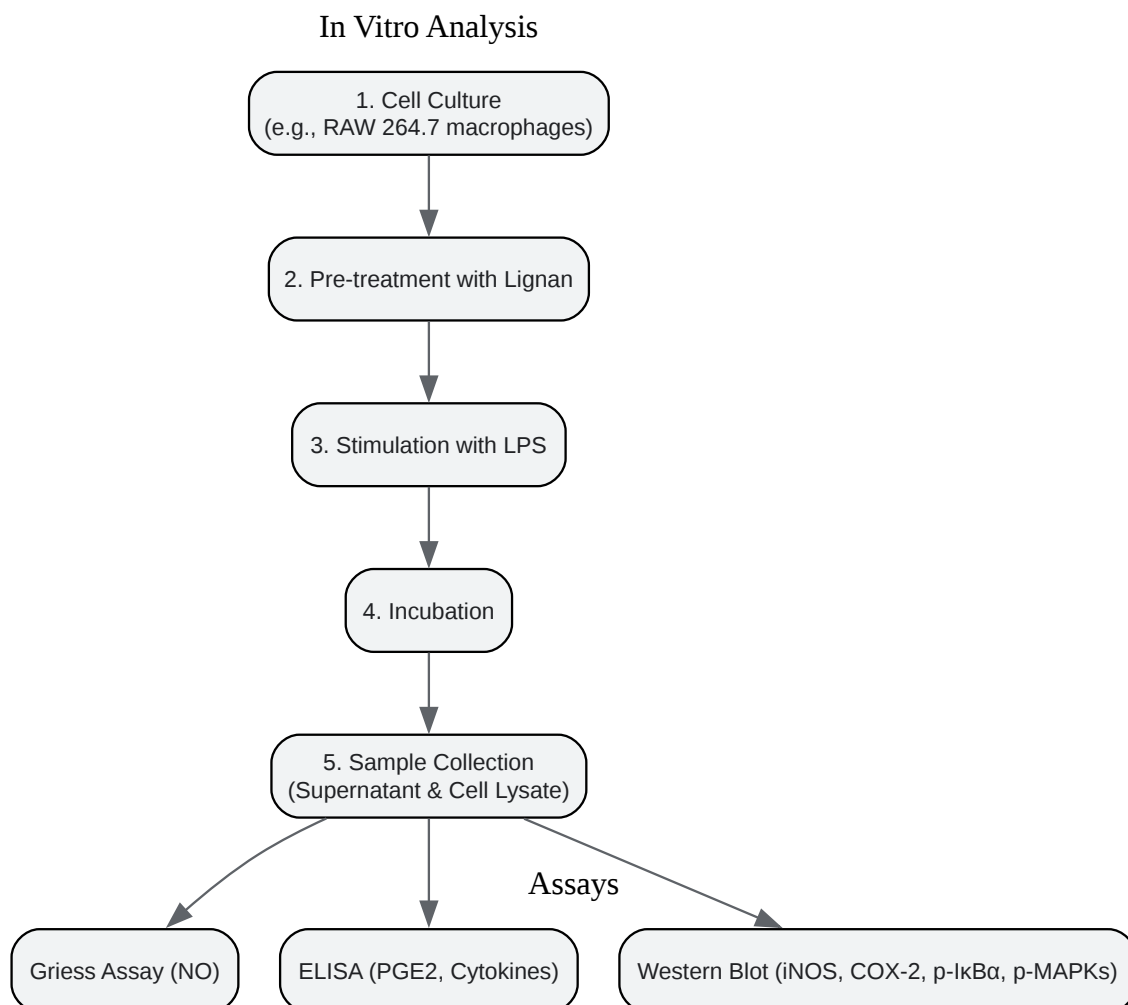 In Vitro Analysis
1. Cell Culture
(e.g., RAW 264.7 macrophages)
2. Pre-treatment with Lignan
3. Stimulation with LPS
4. Incubation
5. Sample Collection
(Supernatant & Cell Lysate)
Assays
Griess Assay (NO)
ELISA (PGE2, Cytokines)
Western Blot (iNOS, COX-2, p-IκBα, p-MAPKs)